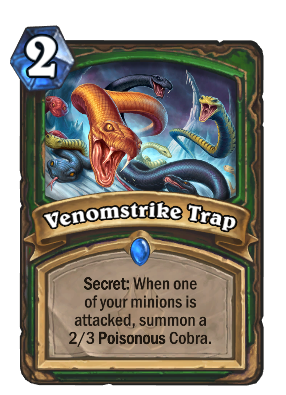 2
Venomstrike Trap
Secret: When one
of your minions is
attacked, summon a
2/3 Poisonous Cobra.